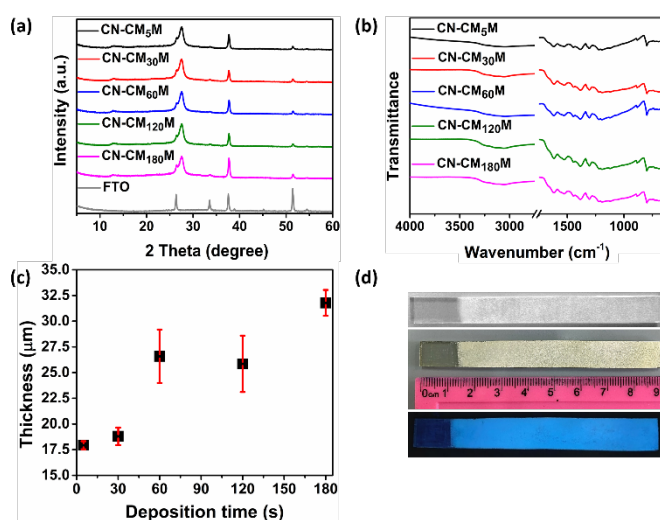 (a)
CN-CM5M
CN-CM30M
CN-CM60M
CN-CM120M
CN-CM180M
FTO
Intensity (a.u.)
10 20 30 40 50 60
2 Theta (degree)
(b)
CN-CM5M
CN-CM30M
CN-CM60M
CN-CM120M
CN-CM180M
Transmittance
4000 3000 1500 1000
Wavenumber (cm-1)
(c)
35.0
32.5
30.0
27.5
25.0
22.5
20.0
17.5
15.0
Thickness (μm)
0 30 60 90 120 150 180
Deposition time (s)
(d)
0cm 1 2 3 4 5 6 7 8 9